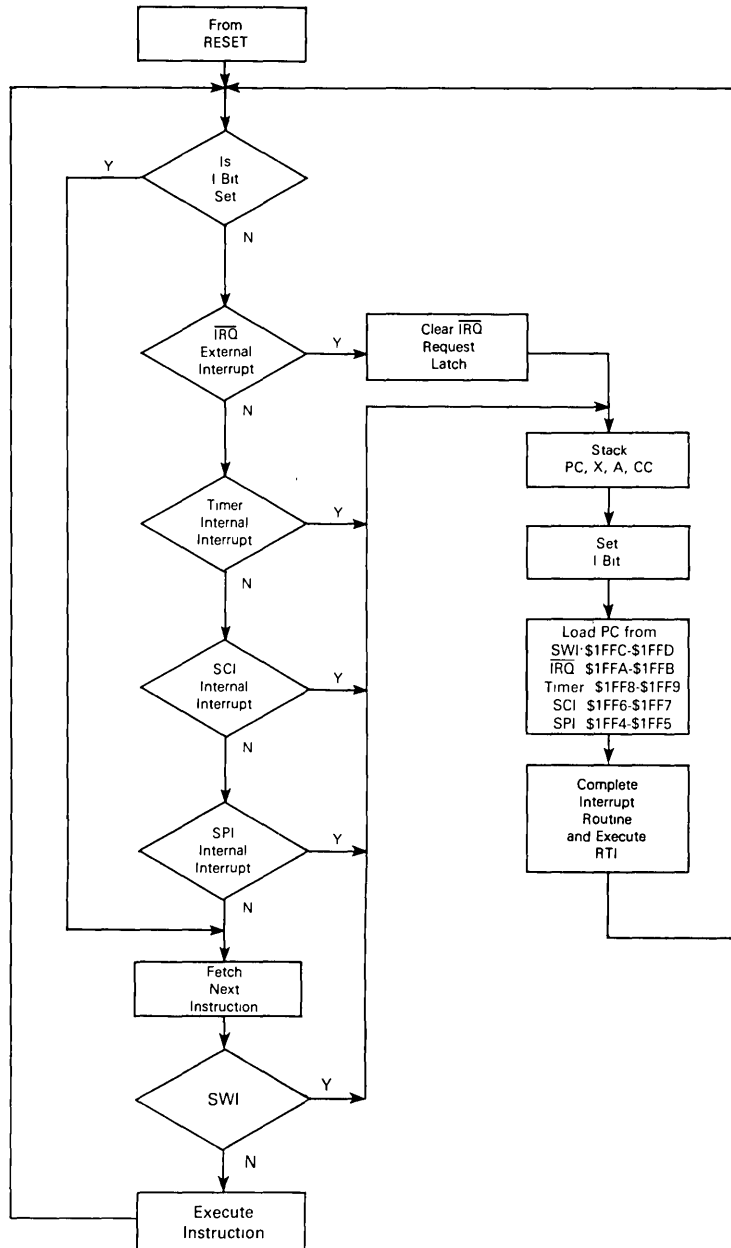 From
RESET
Y
Is
I Bit
Set
N
IRQ
External
Interrupt
Y
Clear IRQ
Request
Latch
N
Stack
PC, X, A, CC
Timer
Internal
Interrupt
Y
Set
I Bit
N
Load PC from
SWI $1FFC-$1FFD
IRQ $1FFA-$1FFB
Timer $1FF8-$1FF9
SCI $1FF6-$1FF7
SPI $1FF4-$1FF5
SCI
Internal
Interrupt
Y
N
Complete
Interrupt
Routine
and Execute
RTI
SPI
Internal
Interrupt
Y
N
Fetch
Next
Instruction
SWI
Y
N
Execute
Instruction